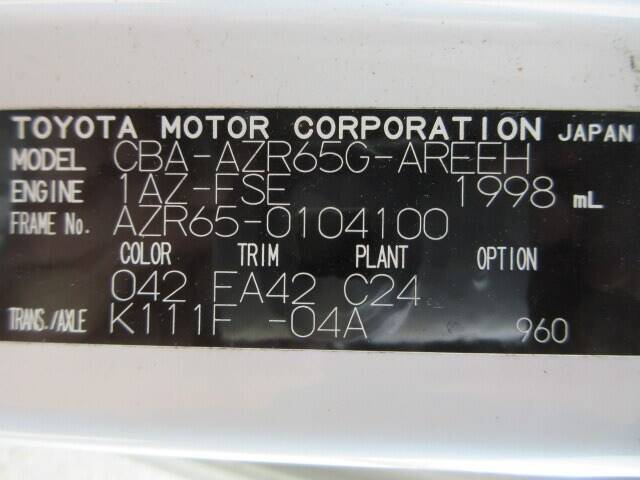 TOYOTA MOTOR CORPORATION JAPAN
MODEL CBA-AZR65G-AREEH
ENGINE 1AZ-FSE 1998 mL
FRAME No. AZR65-0104100
COLOR TRIM PLANT OPTION
042 FA42 C24
TRANS./AXLE K111F -04A 960